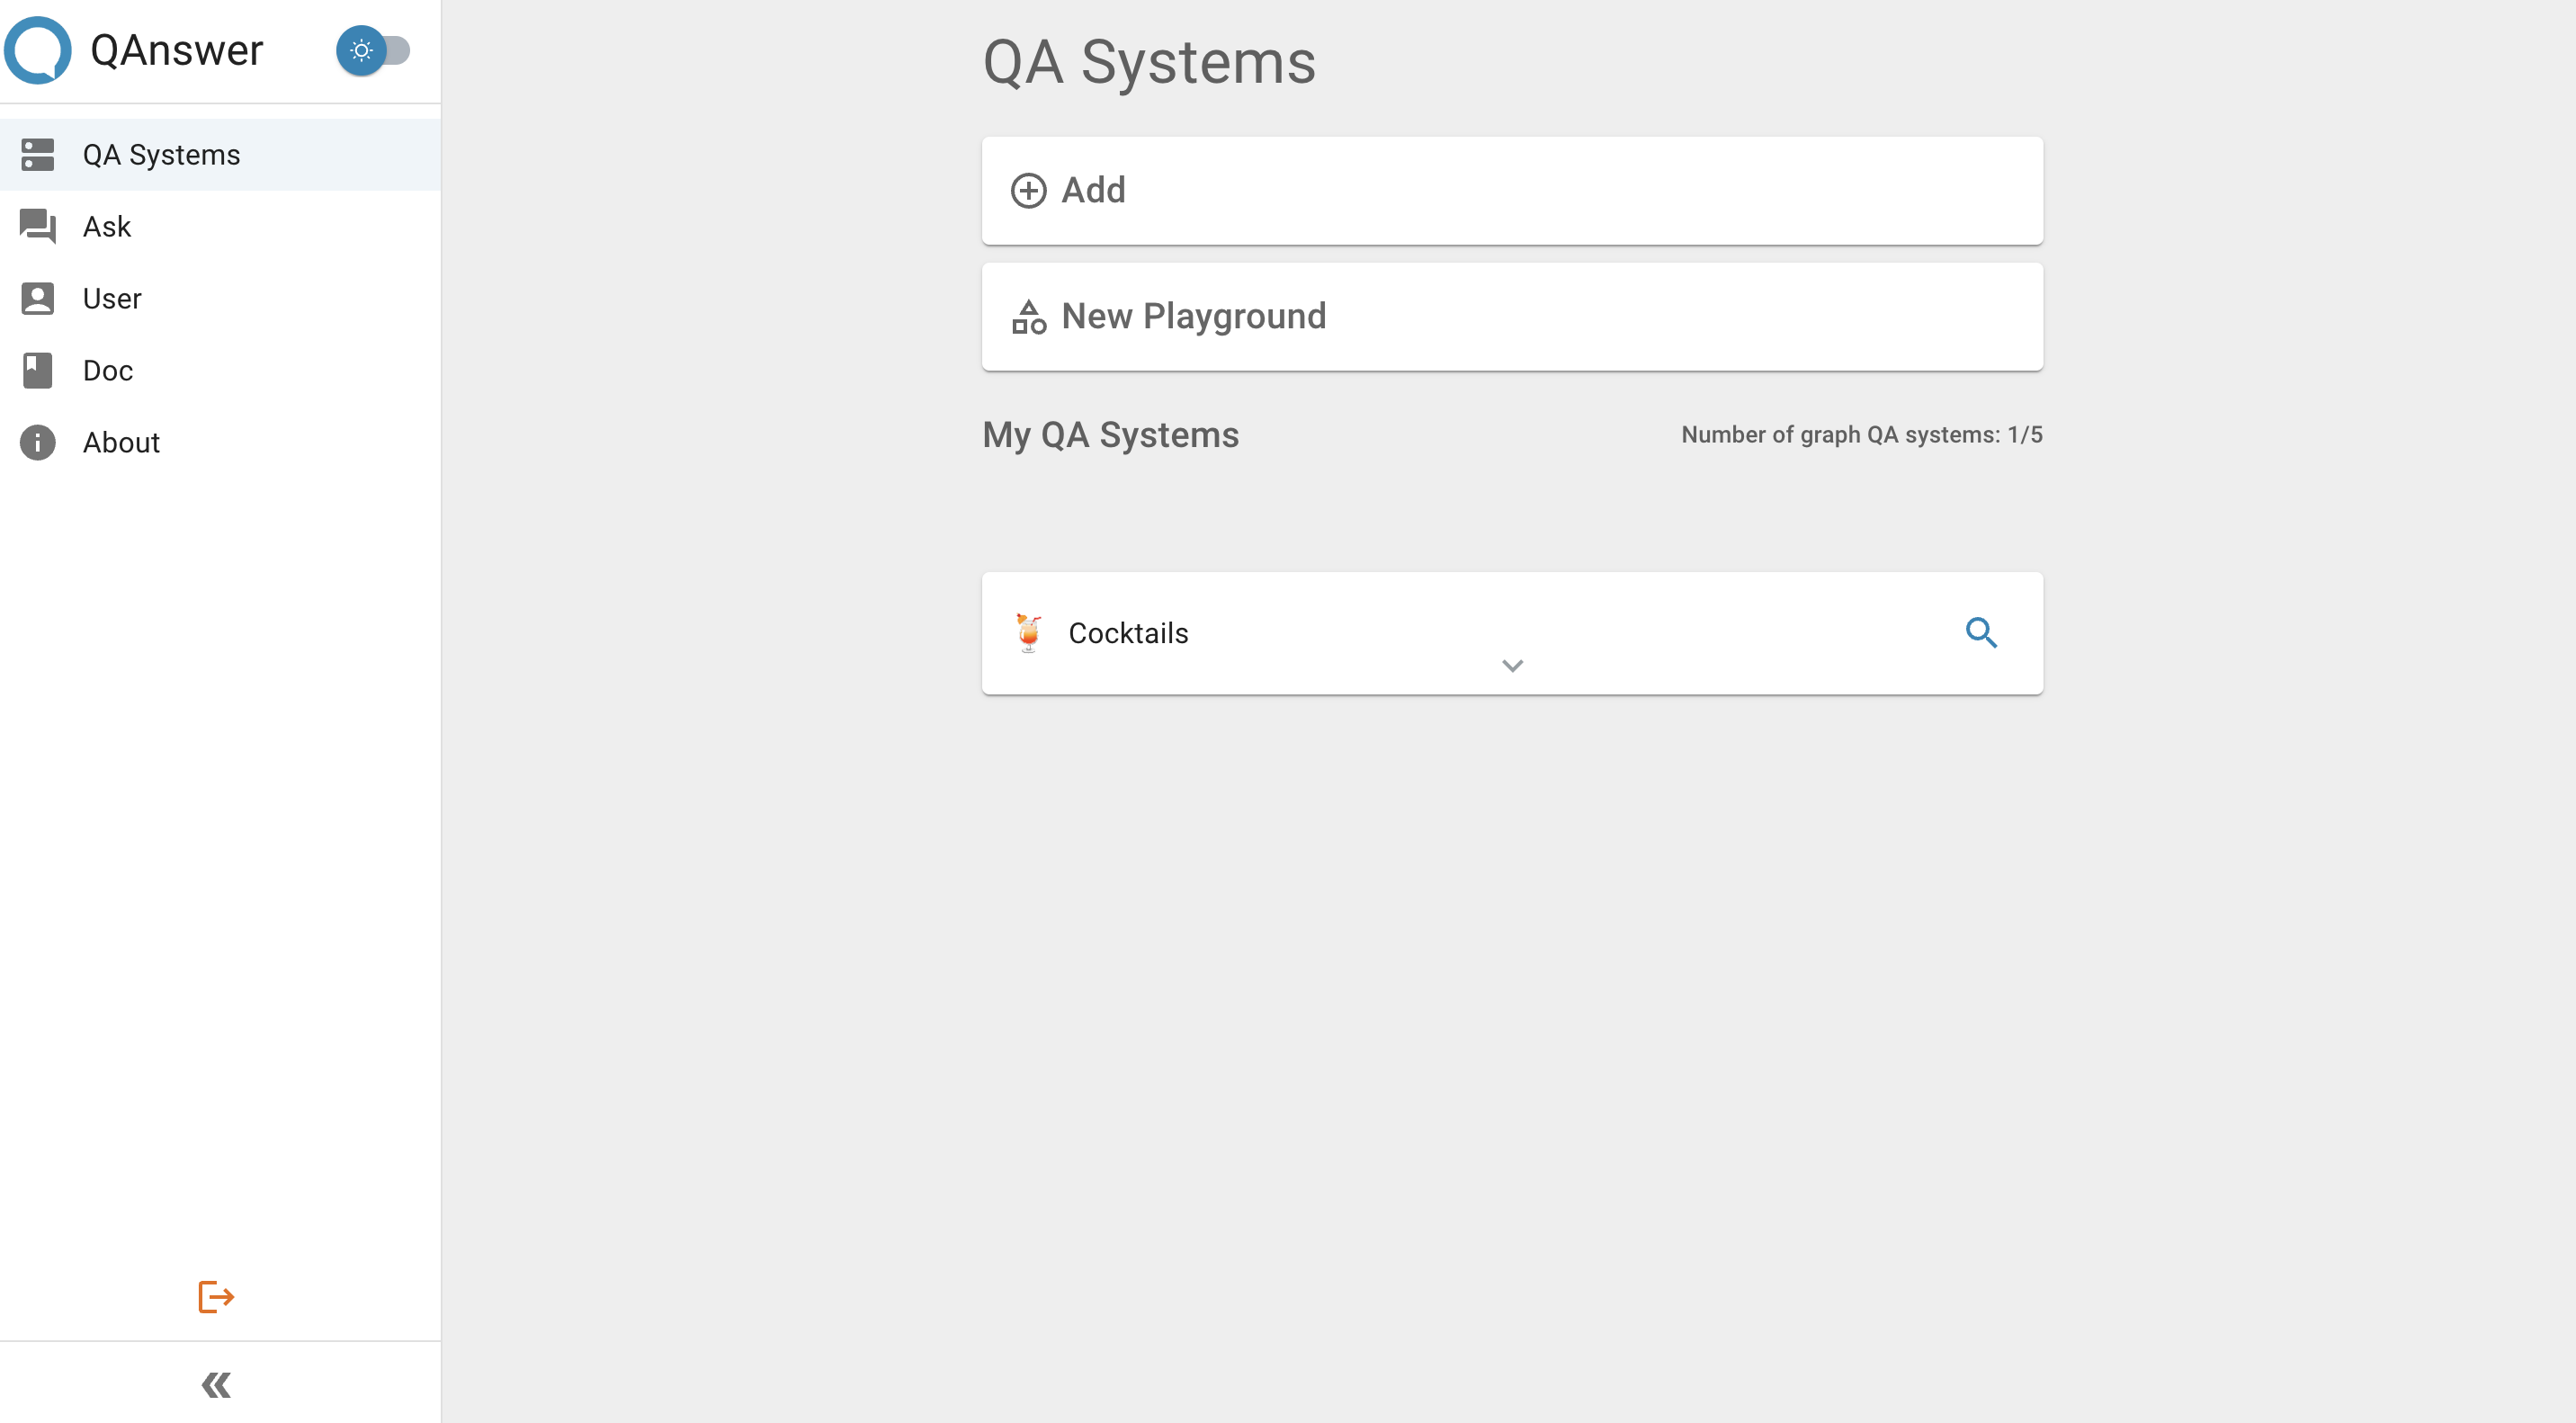 QAnswer
QA Systems
Ask
User
Doc
About
QA Systems
Add
New Playground
My QA Systems
Number of graph QA systems: 1/5
Cocktails